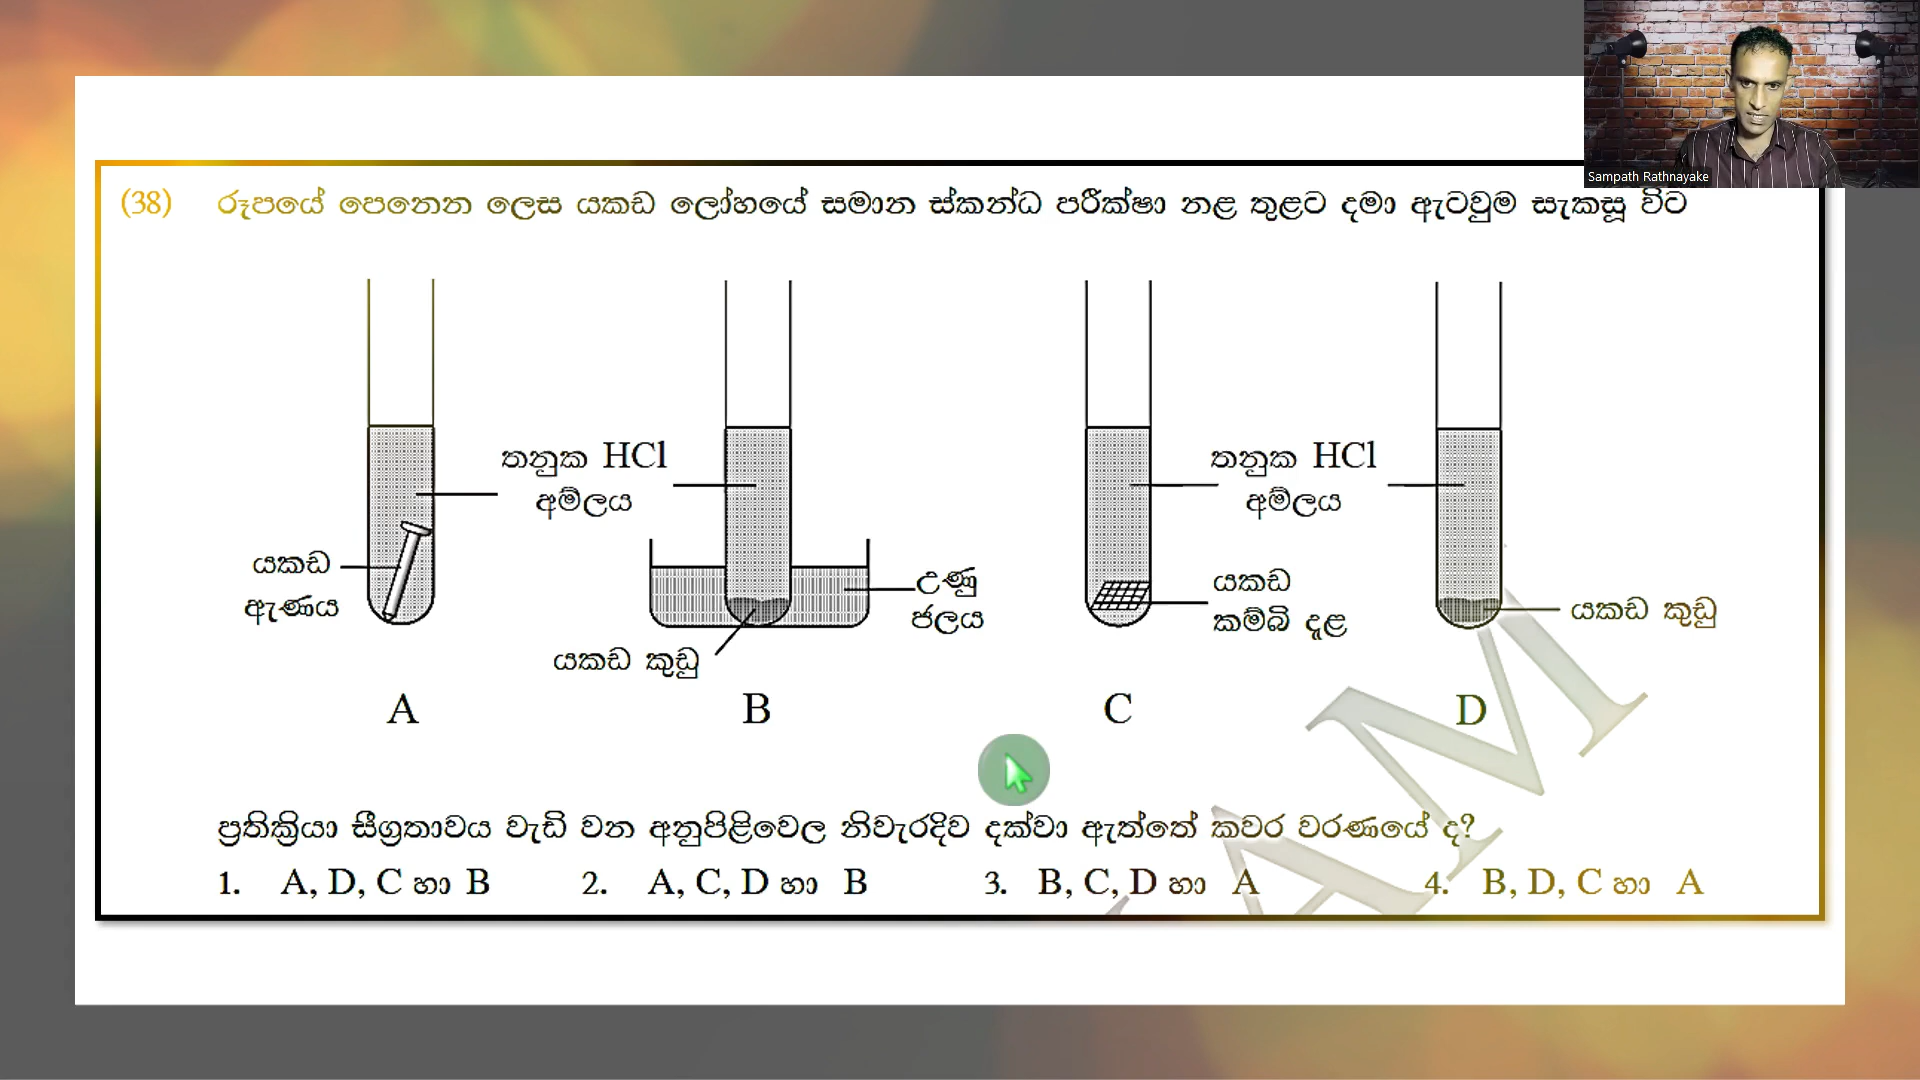 Sampath Rathnayake
(38) රූපයේ පෙනෙන ලෙස යකඩ ලෝහයේ සමාන ස්කන්ධ පරීක්ෂා නළ තුළට දමා ඇටවුම සැකසූ විට
තනුක HCl
අම්ලය
තනුක HCl
අම්ලය
යකඩ
ඇණය
උණු
ජලය
යකඩ
කම්බි දැළ
යකඩ කුඩු
යකඩ කුඩු
A
B
C
D
ප්‍රතික්‍රියා සීග්‍රතාවය වැඩි වන අනුපිළිවෙල නිවැරදිව දක්වා ඇත්තේ කවර වරණයේ ද?
1. A, D, C හා B 2. A, C, D හා B 3. B, C, D හා A 4. B, D, C හා A